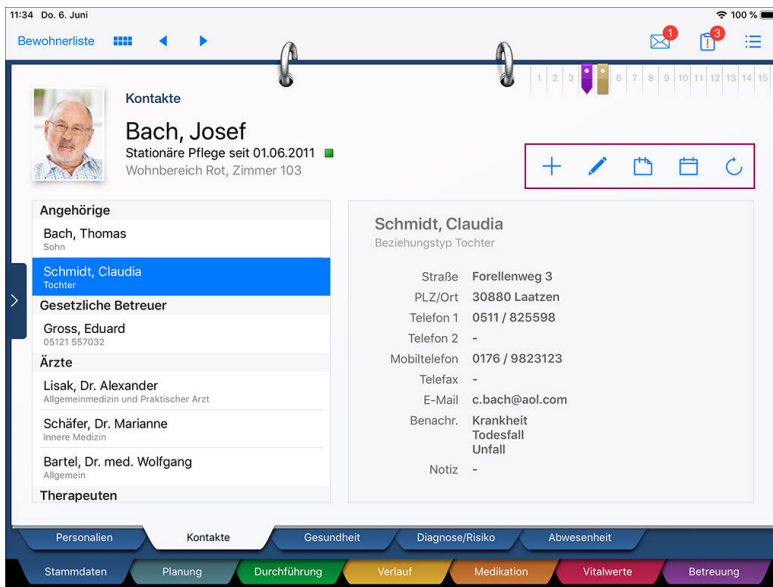 11:34 Do. 6. Juni 100 %
Bewohnerliste 1 3
1 2 3 6 7 8 9 10 11 12 13 14 15
Kontakte
Bach, Josef
Stationäre Pflege seit 01.06.2011
Wohnbereich Rot, Zimmer 103
Angehörige
Bach, Thomas
Sohn
Schmidt, Claudia
Tochter
Gesetzliche Betreuer
Gross, Eduard
05121 557032
Ärzte
Lisak, Dr. Alexander
Allgemeinmedizin und Praktischer Arzt
Schäfer, Dr. Marianne
Innere Medizin
Bartel, Dr. med. Wolfgang
Allgemein
Therapeuten
Schmidt, Claudia
Beziehungstyp Tochter
Straße Forellenweg 3
PLZ/Ort 30880 Laatzen
Telefon 1 0511 / 825598
Telefon 2 -
Mobiltelefon 0176 / 9823123
Telefax -
E-Mail c.bach@aol.com
Benachr. Krankheit
Todesfall
Unfall
Notiz -
Personalien Kontakte Gesundheit Diagnose/Risiko Abwesenheit
Stammdaten Planung Durchführung Verlauf Medikation Vitalwerte Betreuung